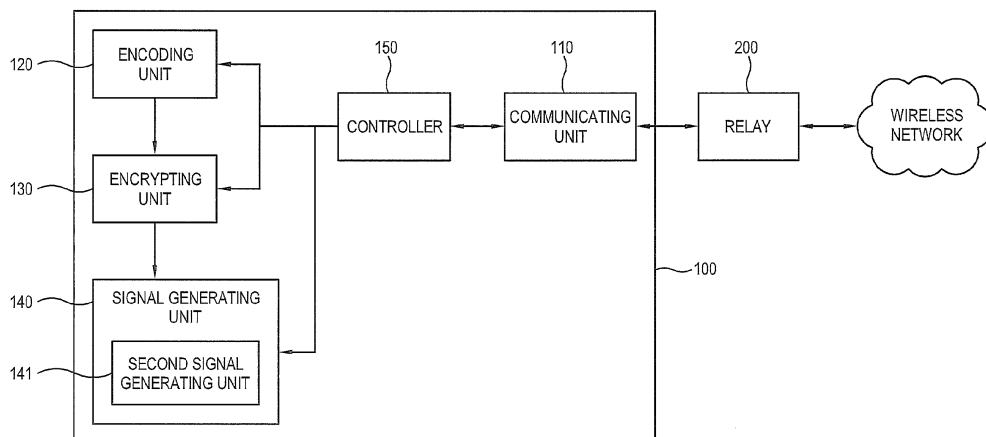 120
ENCODING
UNIT
150
CONTROLLER
110
COMMUNICATING
UNIT
200
RELAY
WIRELESS
NETWORK
130
ENCRYPTING
UNIT
140
SIGNAL GENERATING
UNIT
141
SECOND SIGNAL
GENERATING UNIT
100